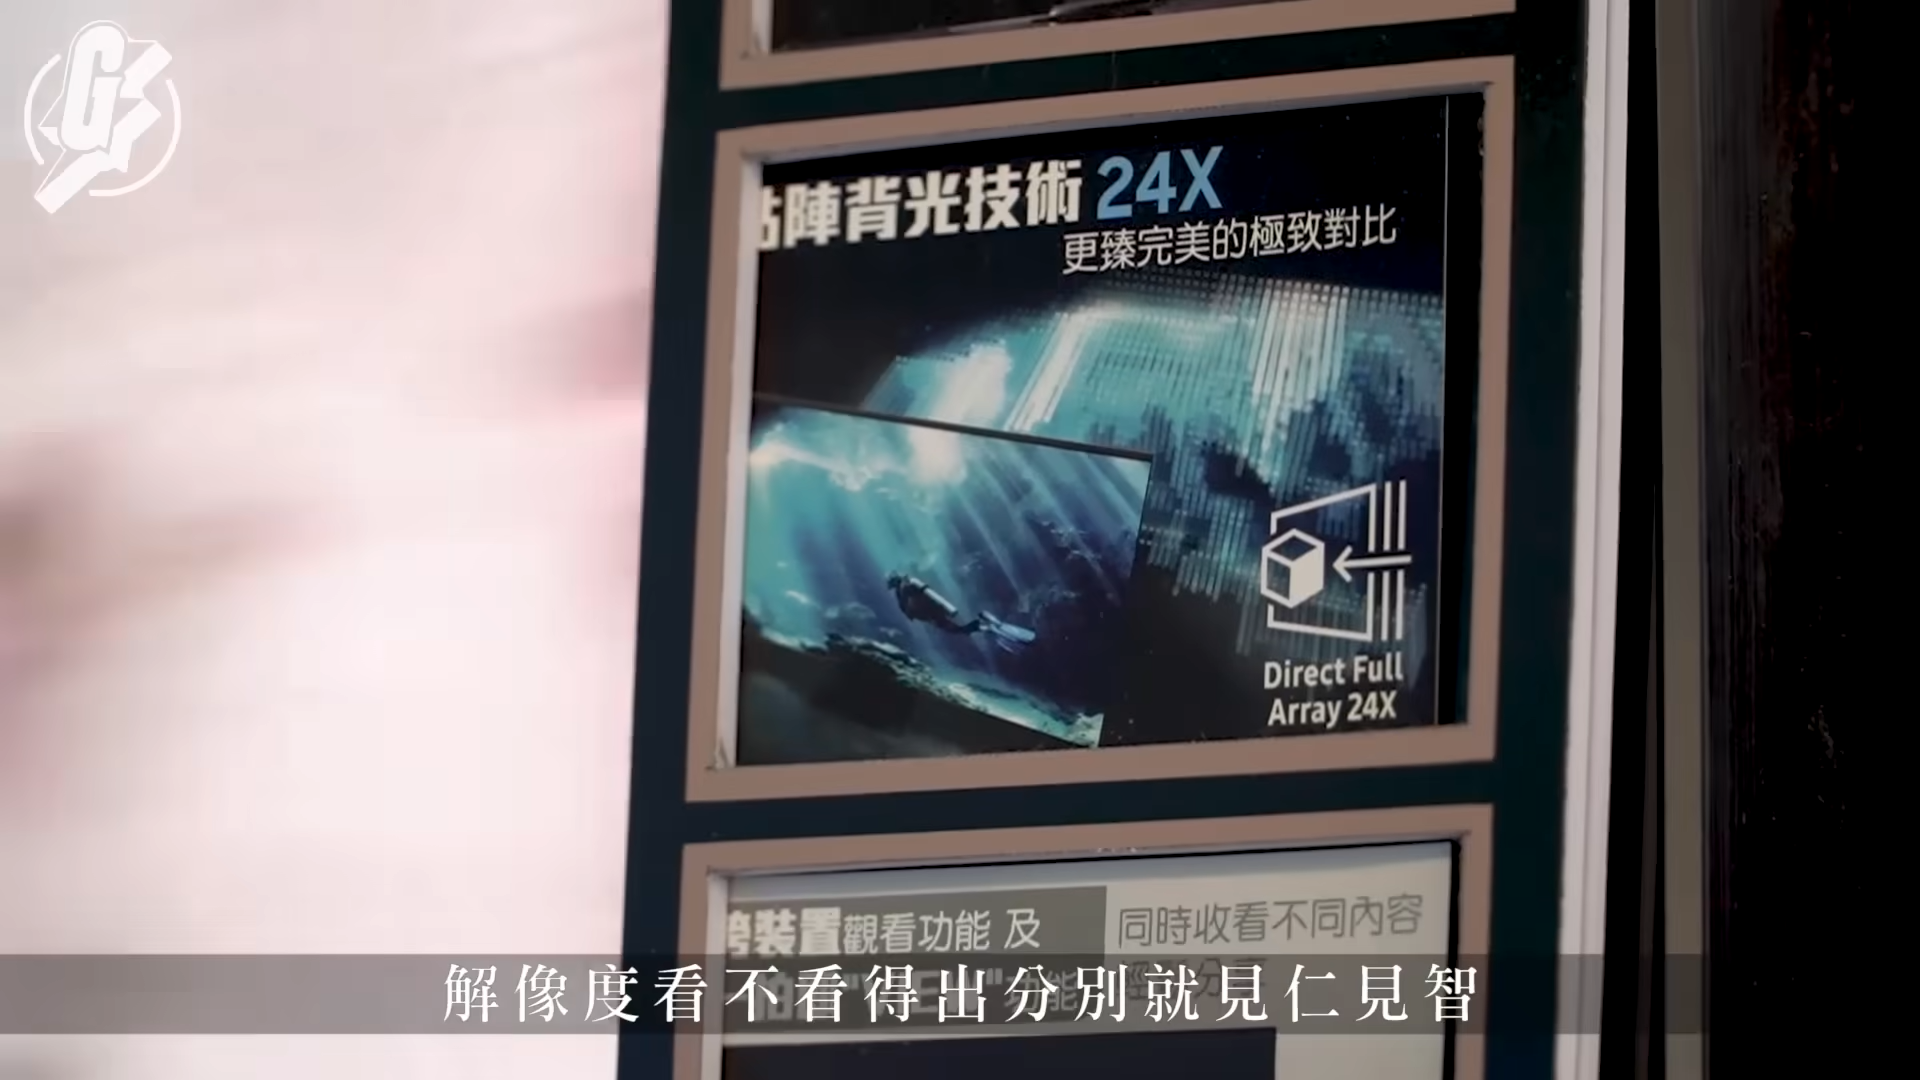 陣背光技術 24X
更臻完美的極致對比
Direct Full
Array 24X
裝置觀看功能 及
同時收看不同內容
解像度看不看得出分別就見仁見智